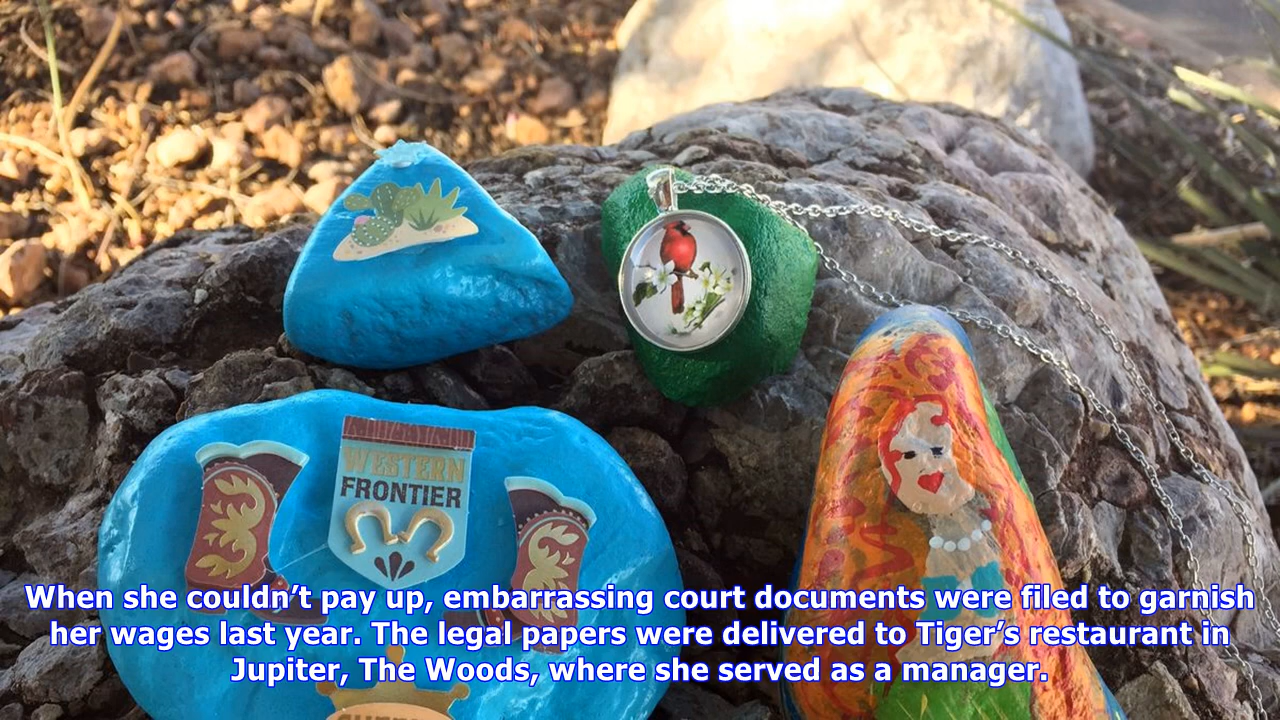 WESTERN
FRONTIER
When she couldn’t pay up, embarrassing court documents were filed to garnish
her wages last year. The legal papers were delivered to Tiger’s restaurant in
Jupiter, The Woods, where she served as a manager.